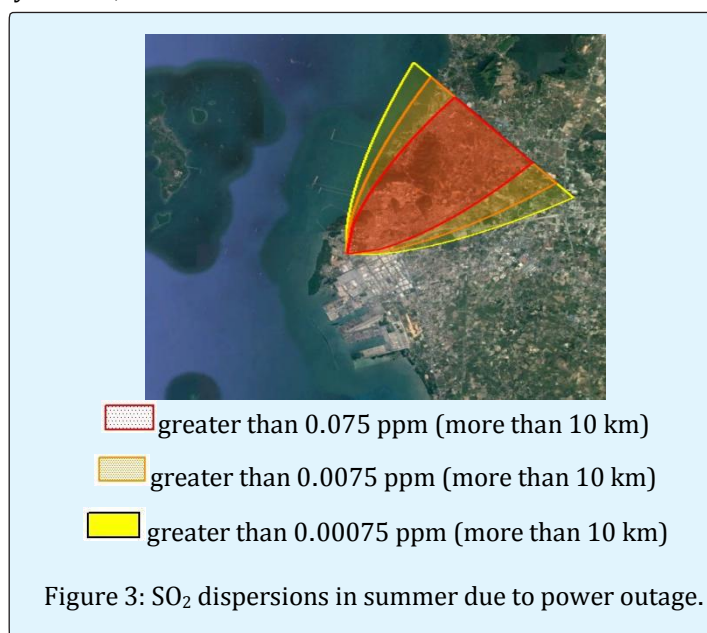 greater than 0.075 ppm (more than 10 km)
greater than 0.0075 ppm (more than 10 km)
greater than 0.00075 ppm (more than 10 km)
Figure 3: SO₂ dispersions in summer due to power outage.